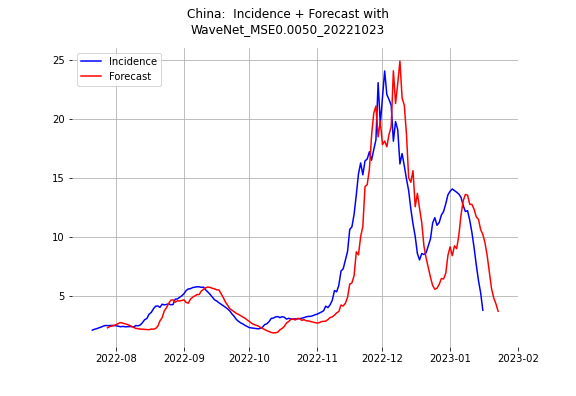 China:  Incidence + Forecast with
WaveNet_MSE0.0050_20221023
Incidence
Forecast
25
20
15
10
5
2022-08 2022-09 2022-10 2022-11 2022-12 2023-01 2023-02